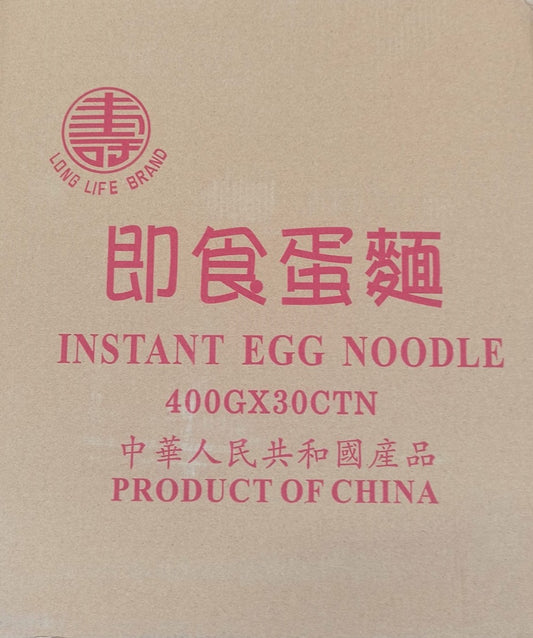 壽
LONG LIFE BRAND
即食蛋麵
INSTANT EGG NOODLE
400GX30CTN
中華人民共和國産品
PRODUCT OF CHINA